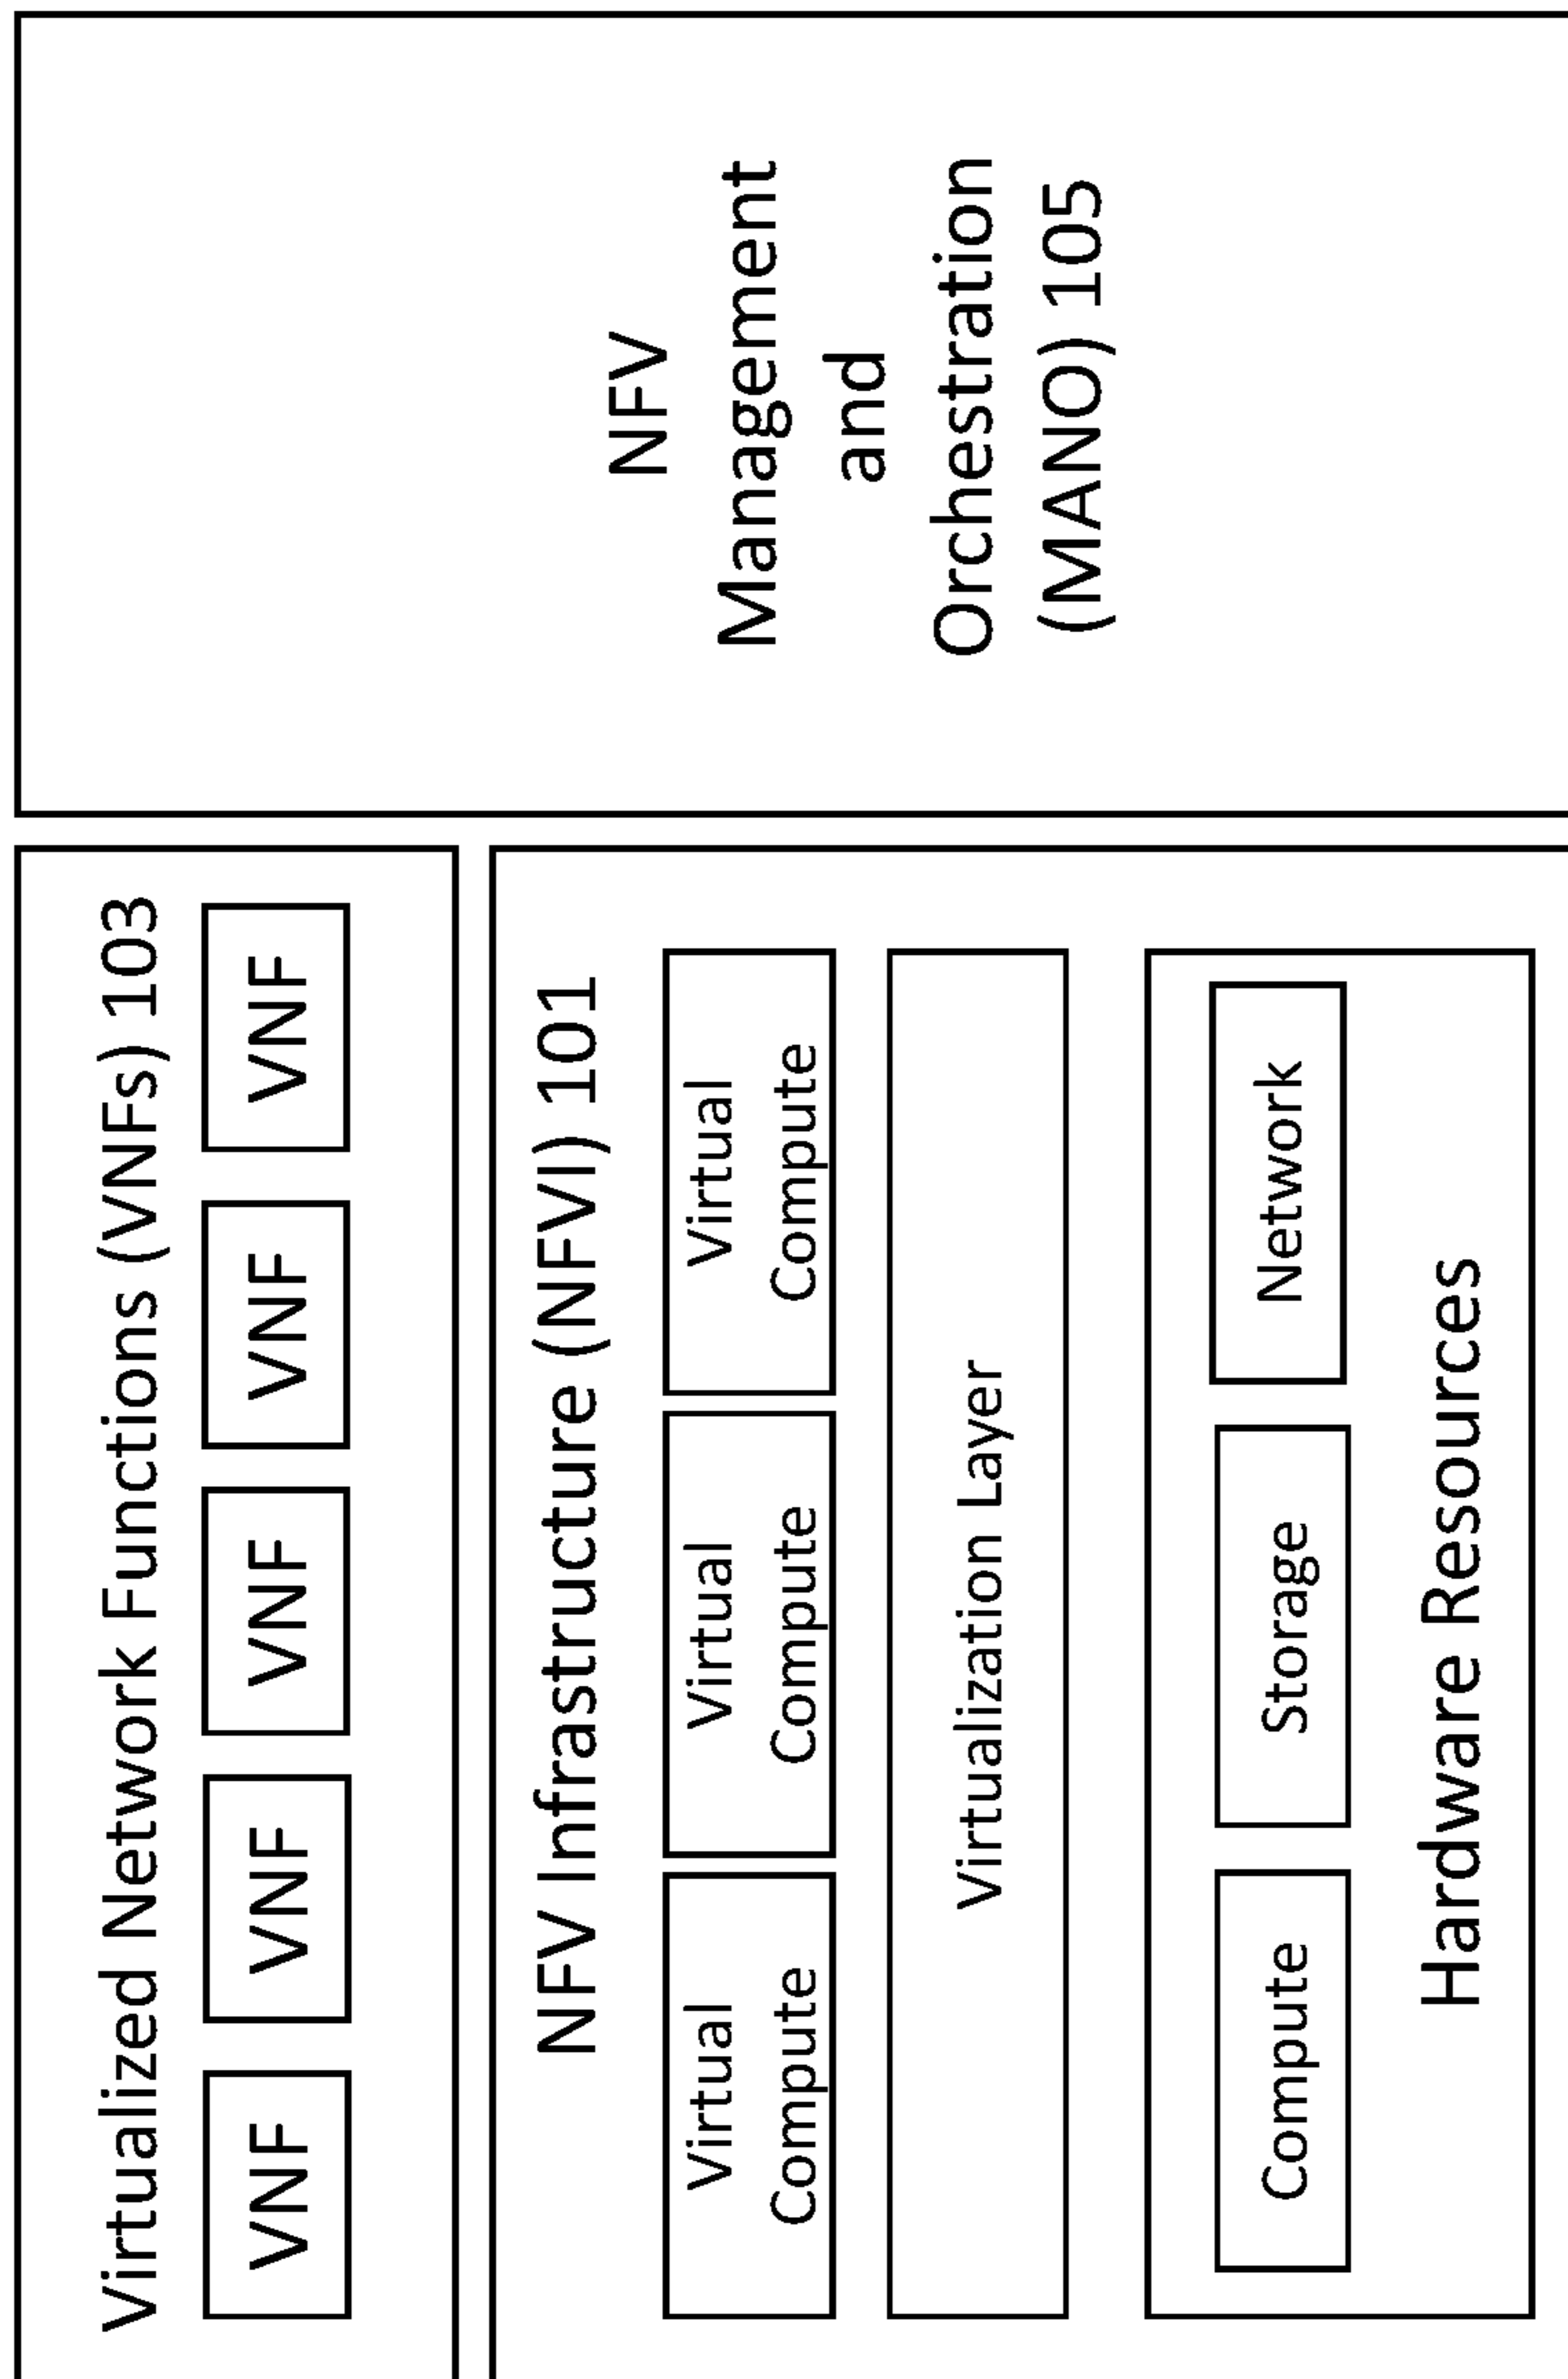 Virtualized Network Functions (VNFs) 103
VNF
VNF
VNF
VNF
VNF
NFV Infrastructure (NFVI) 101
Virtual
Compute
Virtual
Compute
Virtual
Compute
Virtualization Layer
Compute
Storage
Network
Hardware Resources
NFV
Management
and
Orchestration
(MANO) 105